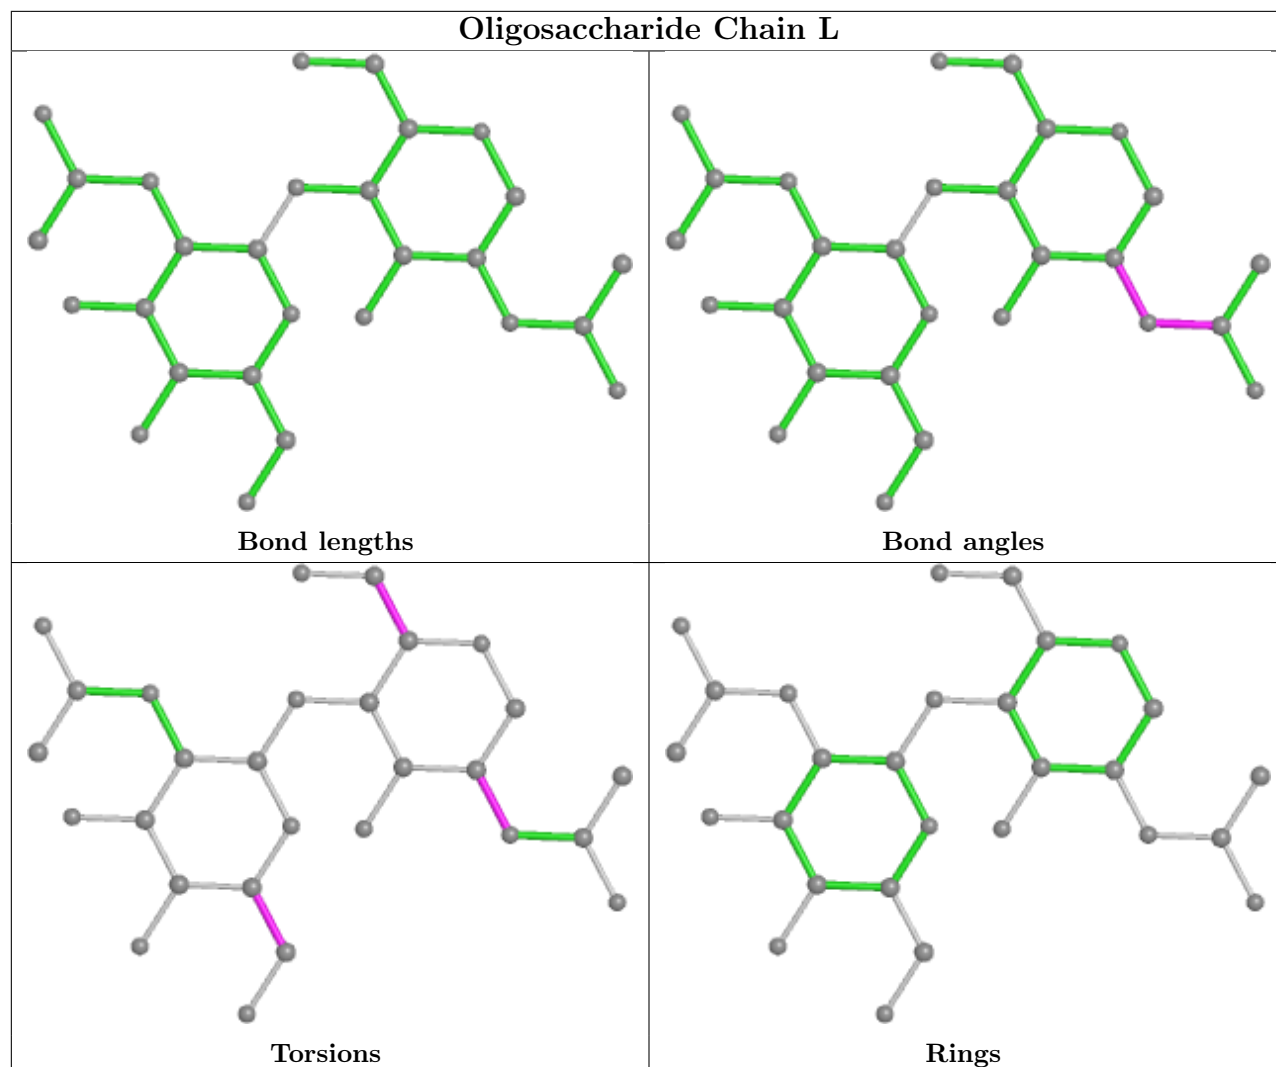 Oligosaccharide Chain L
Bond lengths
Bond angles
Torsions
Rings